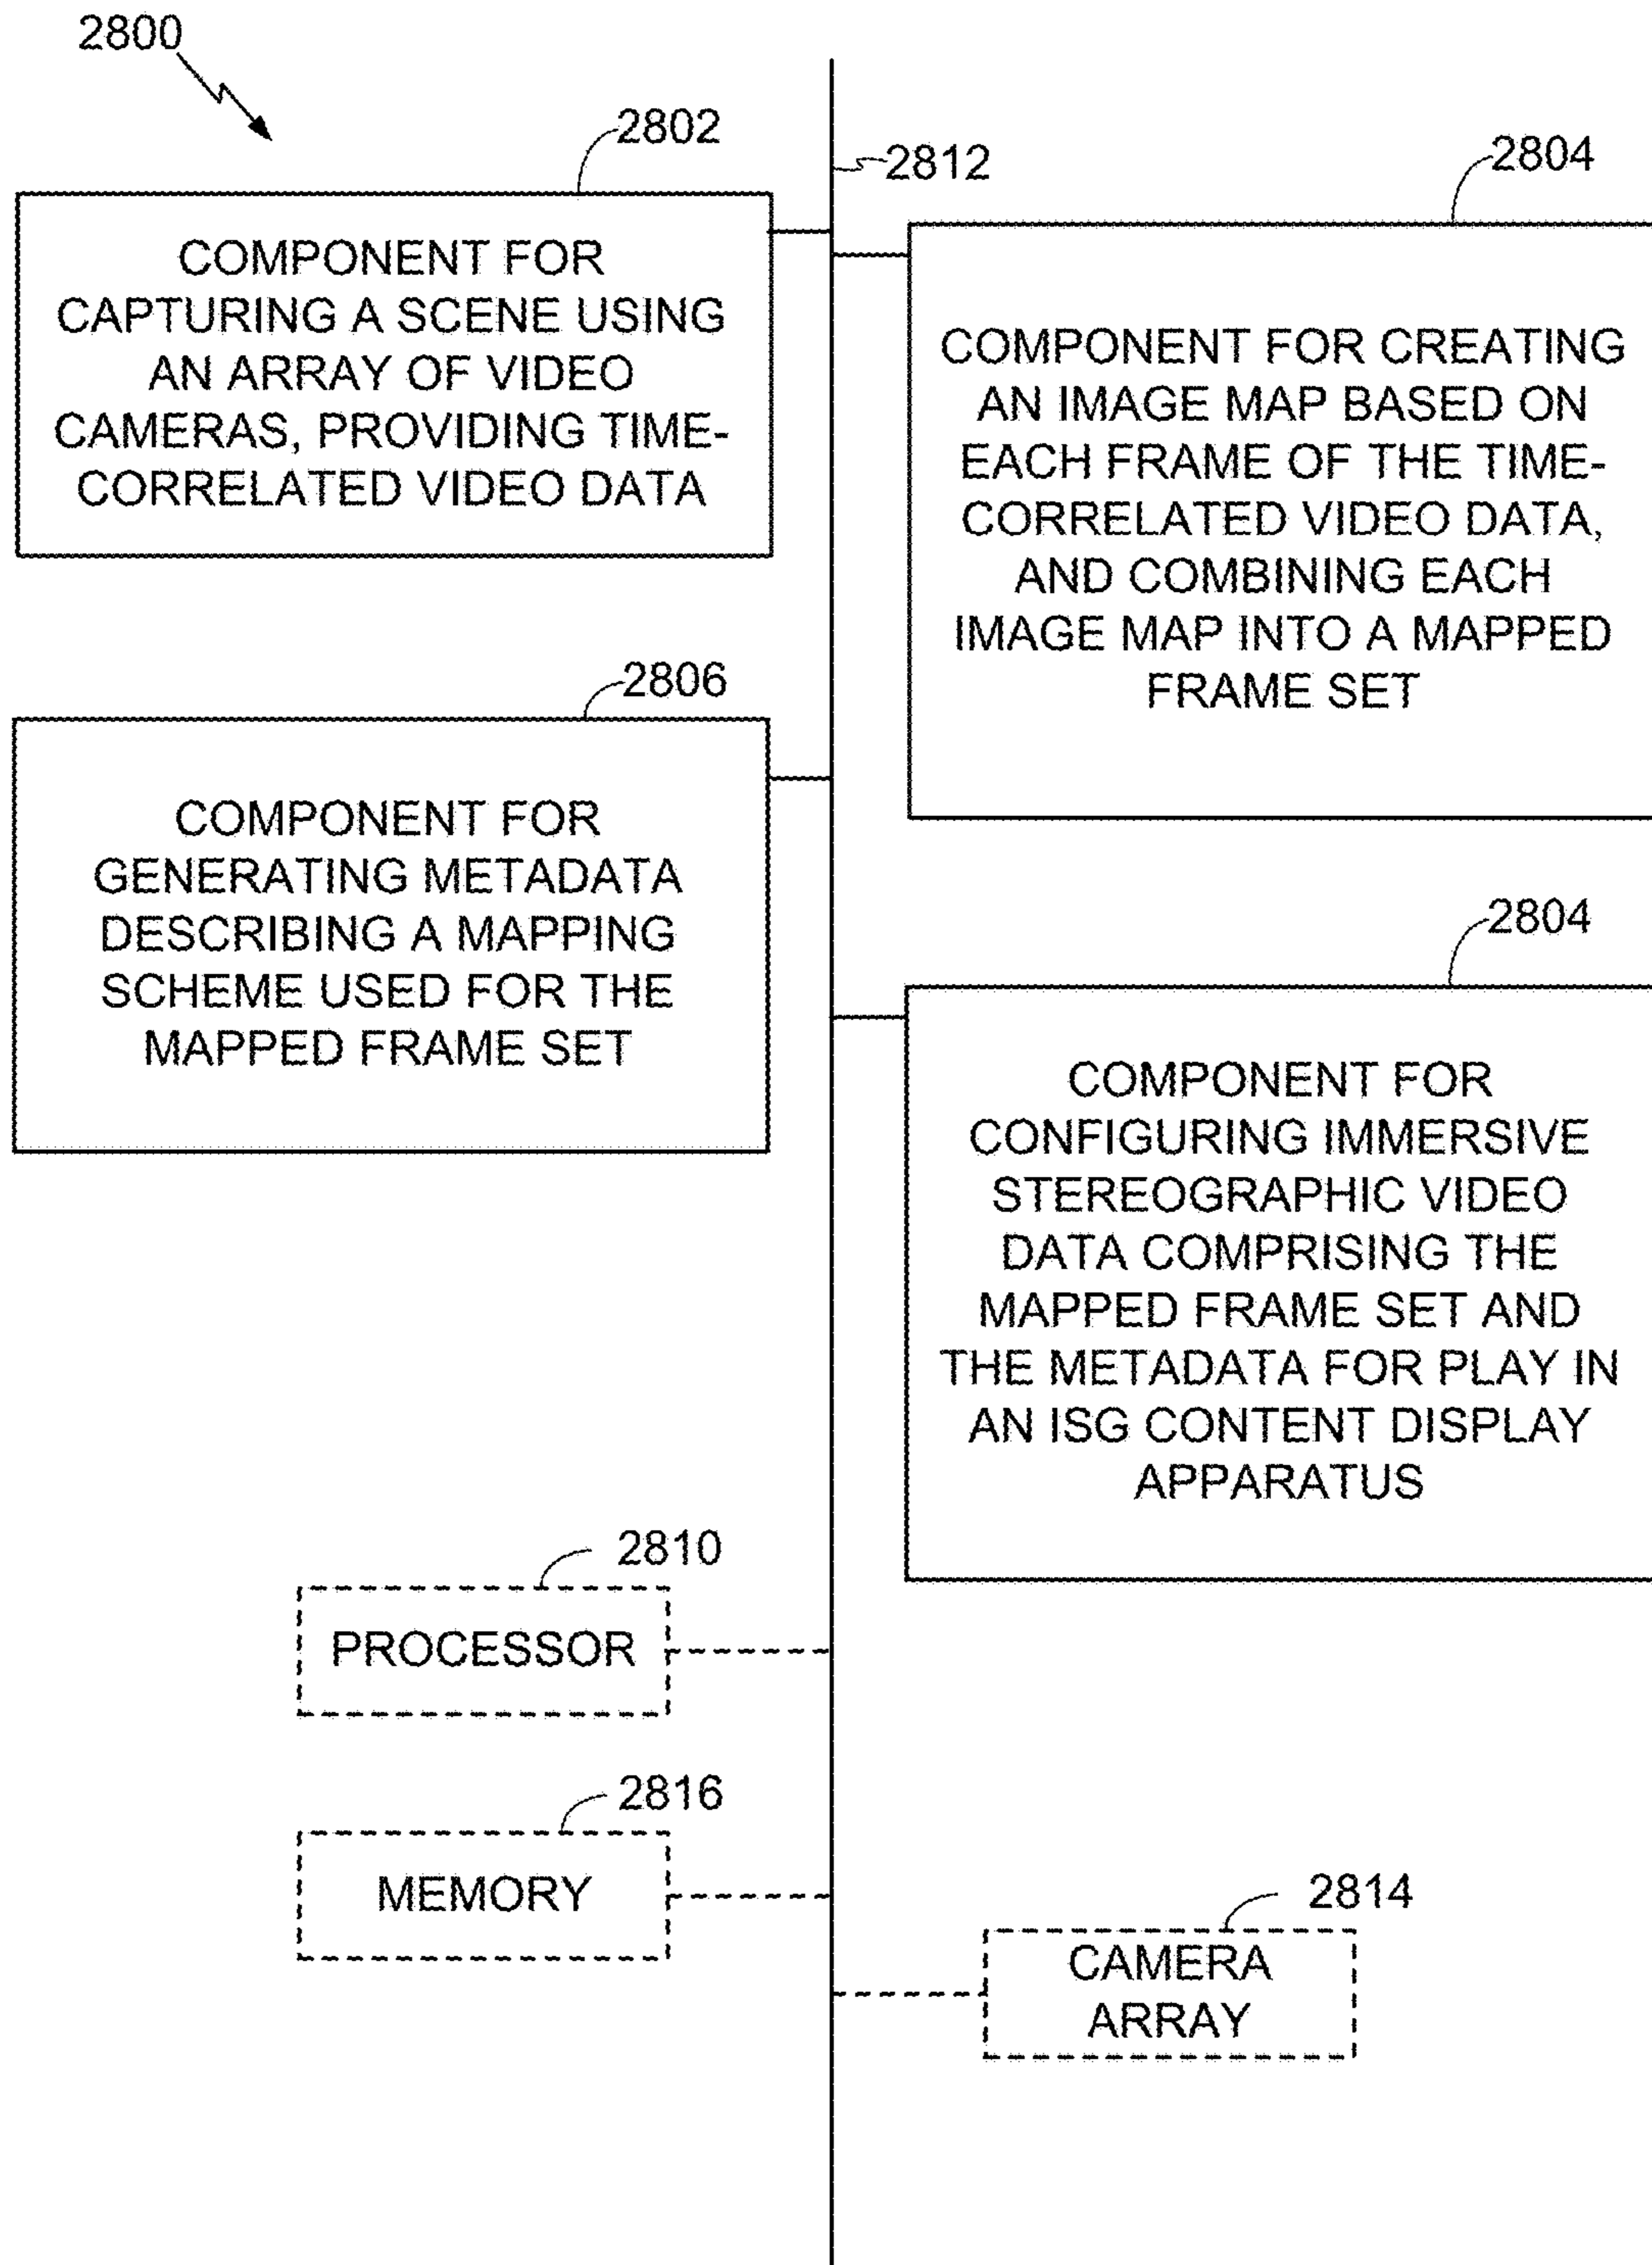 2800
2802
2812
2804
COMPONENT FOR
CAPTURING A SCENE USING
AN ARRAY OF VIDEO
CAMERAS, PROVIDING TIME-
CORRELATED VIDEO DATA
COMPONENT FOR CREATING
AN IMAGE MAP BASED ON
EACH FRAME OF THE TIME-
CORRELATED VIDEO DATA,
AND COMBINING EACH
IMAGE MAP INTO A MAPPED
FRAME SET
2806
COMPONENT FOR
GENERATING METADATA
DESCRIBING A MAPPING
SCHEME USED FOR THE
MAPPED FRAME SET
2804
COMPONENT FOR
CONFIGURING IMMERSIVE
STEREOGRAPHIC VIDEO
DATA COMPRISING THE
MAPPED FRAME SET AND
THE METADATA FOR PLAY IN
AN ISG CONTENT DISPLAY
APPARATUS
2810
PROCESSOR
2816
MEMORY
2814
CAMERA
ARRAY